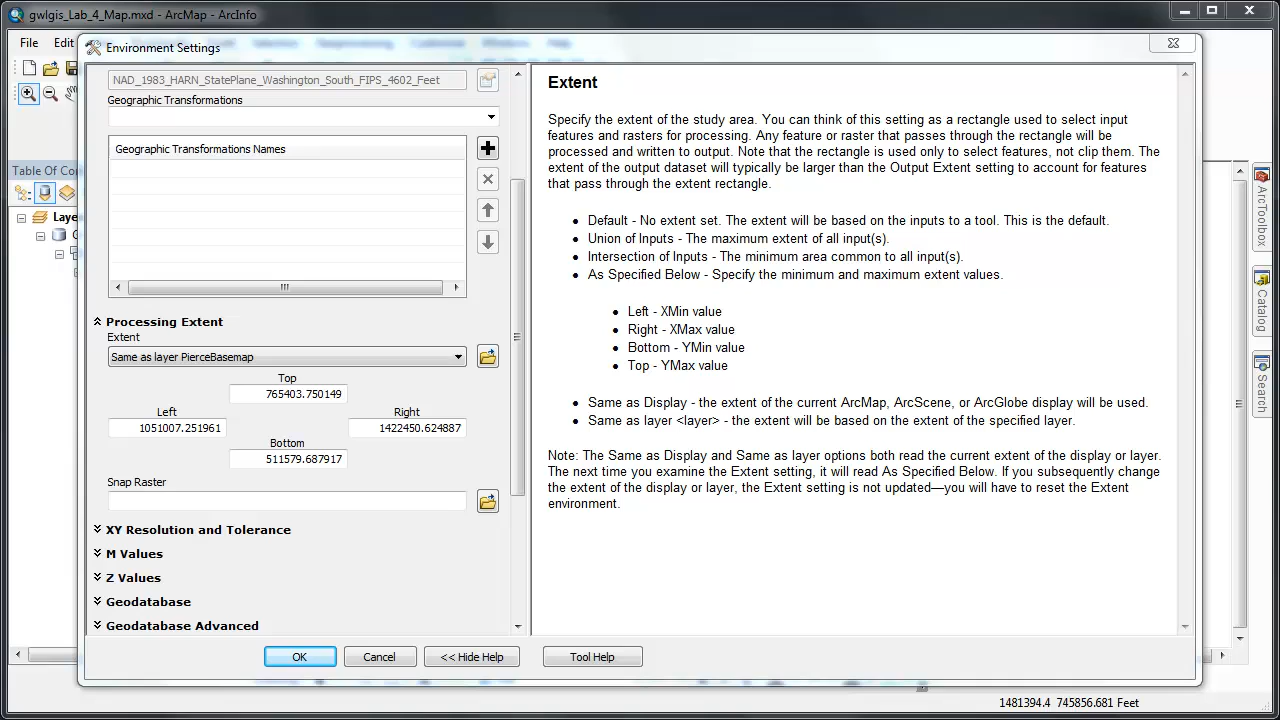 gwlgis_Lab_4_Map.mxd - ArcMap - ArcInfo
File Edit
Environment Settings
NAD_1983_HARN_StatePlane_Washington_South_FIPS_4602_Feet
Geographic Transformations
Geographic Transformations Names
Table Of Co
Laye
Processing Extent
Extent
Same as layer PierceBasemap
Top
765403.750149
Left
Right
1051007.251961
1422450.624887
Bottom
511579.687917
Snap Raster
XY Resolution and Tolerance
M Values
Z Values
Geodatabase
Geodatabase Advanced
OK
Cancel
<< Hide Help
Tool Help
Extent
Specify the extent of the study area. You can think of this setting as a rectangle used to select input
features and rasters for processing. Any feature or raster that passes through the rectangle will be
processed and written to output. Note that the rectangle is used only to select features, not clip them. The
extent of the output dataset will typically be larger than the Output Extent setting to account for features
that pass through the extent rectangle.
• Default - No extent set. The extent will be based on the inputs to a tool. This is the default.
• Union of Inputs - The maximum extent of all input(s).
• Intersection of Inputs - The minimum area common to all input(s).
• As Specified Below - Specify the minimum and maximum extent values.
• Left - XMin value
• Right - XMax value
• Bottom - YMin value
• Top - YMax value
• Same as Display - the extent of the current ArcMap, ArcScene, or ArcGlobe display will be used.
• Same as layer <layer> - the extent will be based on the extent of the specified layer.
Note: The Same as Display and Same as layer options both read the current extent of the display or layer.
The next time you examine the Extent setting, it will read As Specified Below. If you subsequently change
the extent of the display or layer, the Extent setting is not updated—you will have to reset the Extent
environment.
ArcToolbox
Catalog
Search
1481394.4 745856.681 Feet